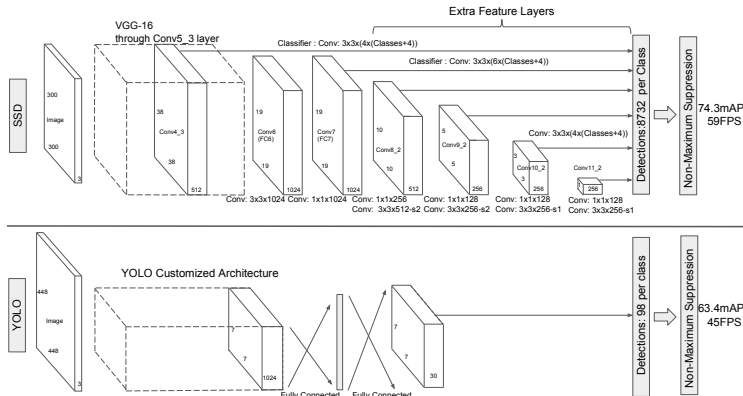 Extra Feature Layers
VGG-16
through Conv5_3 layer
Classifier : Conv: 3x3x(4x(Classes+4))
Classifier : Conv: 3x3x(6x(Classes+4))
SSD
300
Image
300
3
38
Conv4_3
38
512
19
Conv6
(FC6)
19
1024
19
Conv7
(FC7)
19
1024
10
Conv8_2
10
512
5
Conv9_2
5
256
Conv: 3x3x(4x(Classes+4))
3
Conv10_2
3
256
Conv11_2
1
256
Detections:8732 per Class
Non-Maximum Suppression
74.3mAP
59FPS
Conv: 3x3x1024
Conv: 1x1x1024
Conv: 1x1x256
Conv: 3x3x512-s2
Conv: 1x1x128
Conv: 3x3x256-s2
Conv: 1x1x128
Conv: 3x3x256-s1
Conv: 1x1x128
Conv: 3x3x256-s1
YOLO
448
Image
448
3
YOLO Customized Architecture
7
7
1024
Fully Connected
Fully Connected
7
7
30
Detections: 98 per class
Non-Maximum Suppression
63.4mAP
45FPS